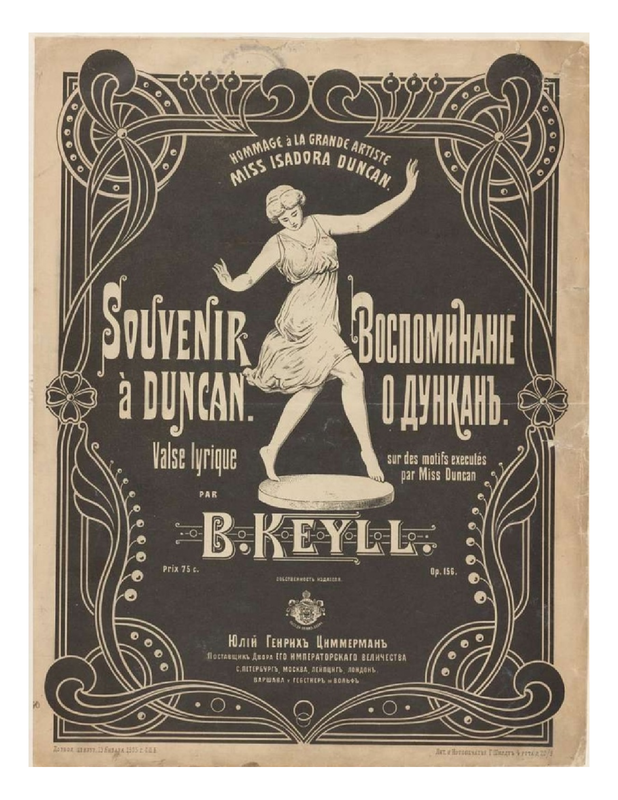 HOMMAGE à LA GRANDE ARTISTE
MISS ISADORA DUNCAN.
SOUVENIR
à DUNCAN.
ВОСПОМИНАНІЕ
О ДУНКАНЪ.
Valse lyrique
sur des motifs executés
par Miss Duncan
PAR
B. KEYLL.
Prix 75 c.
Op. 156.
СОБСТВЕННОСТЬ ИЗДАТЕЛЯ
Юлій Генрихъ Циммерманъ
Поставщикъ Двора ЕГО ИМПЕРАТОРСКАГО ВЕЛИЧЕСТВА
С.ПЕТЕРБУРГЪ, МОСКВА, ЛЕЙПЦИГЪ, ЛОНДОНЪ.
ВАРШАВА у ГЕБЕТНЕРЪ и ВОЛЬФЪ